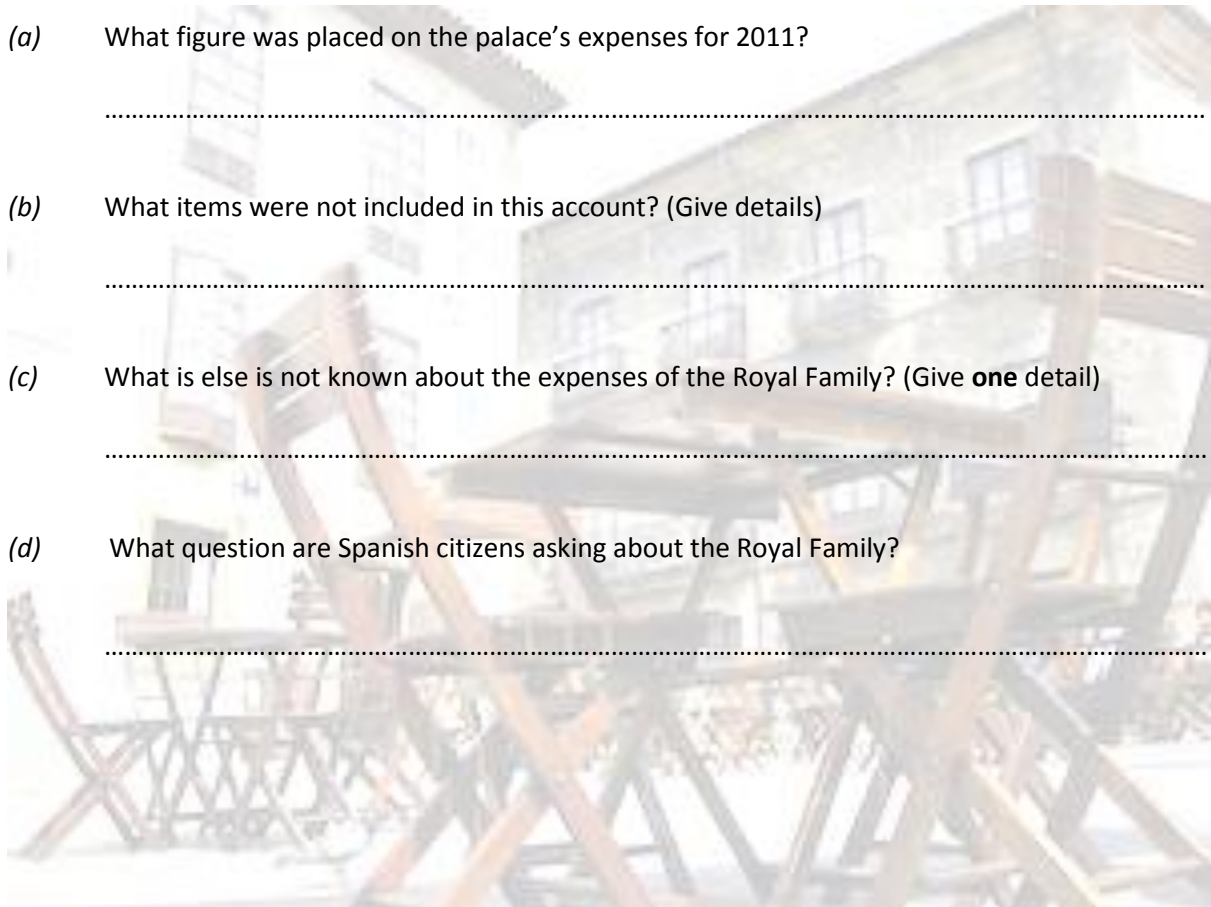 (a) What figure was placed on the palace’s expenses for 2011?
……………………………………………………………………………………………………………………………………………………
(b) What items were not included in this account? (Give details)
……………………………………………………………………………………………………………………………………………………
(c) What is else is not known about the expenses of the Royal Family? (Give one detail)
……………………………………………………………………………………………………………………………………………………
(d) What question are Spanish citizens asking about the Royal Family?
……………………………………………………………………………………………………………………………………………………